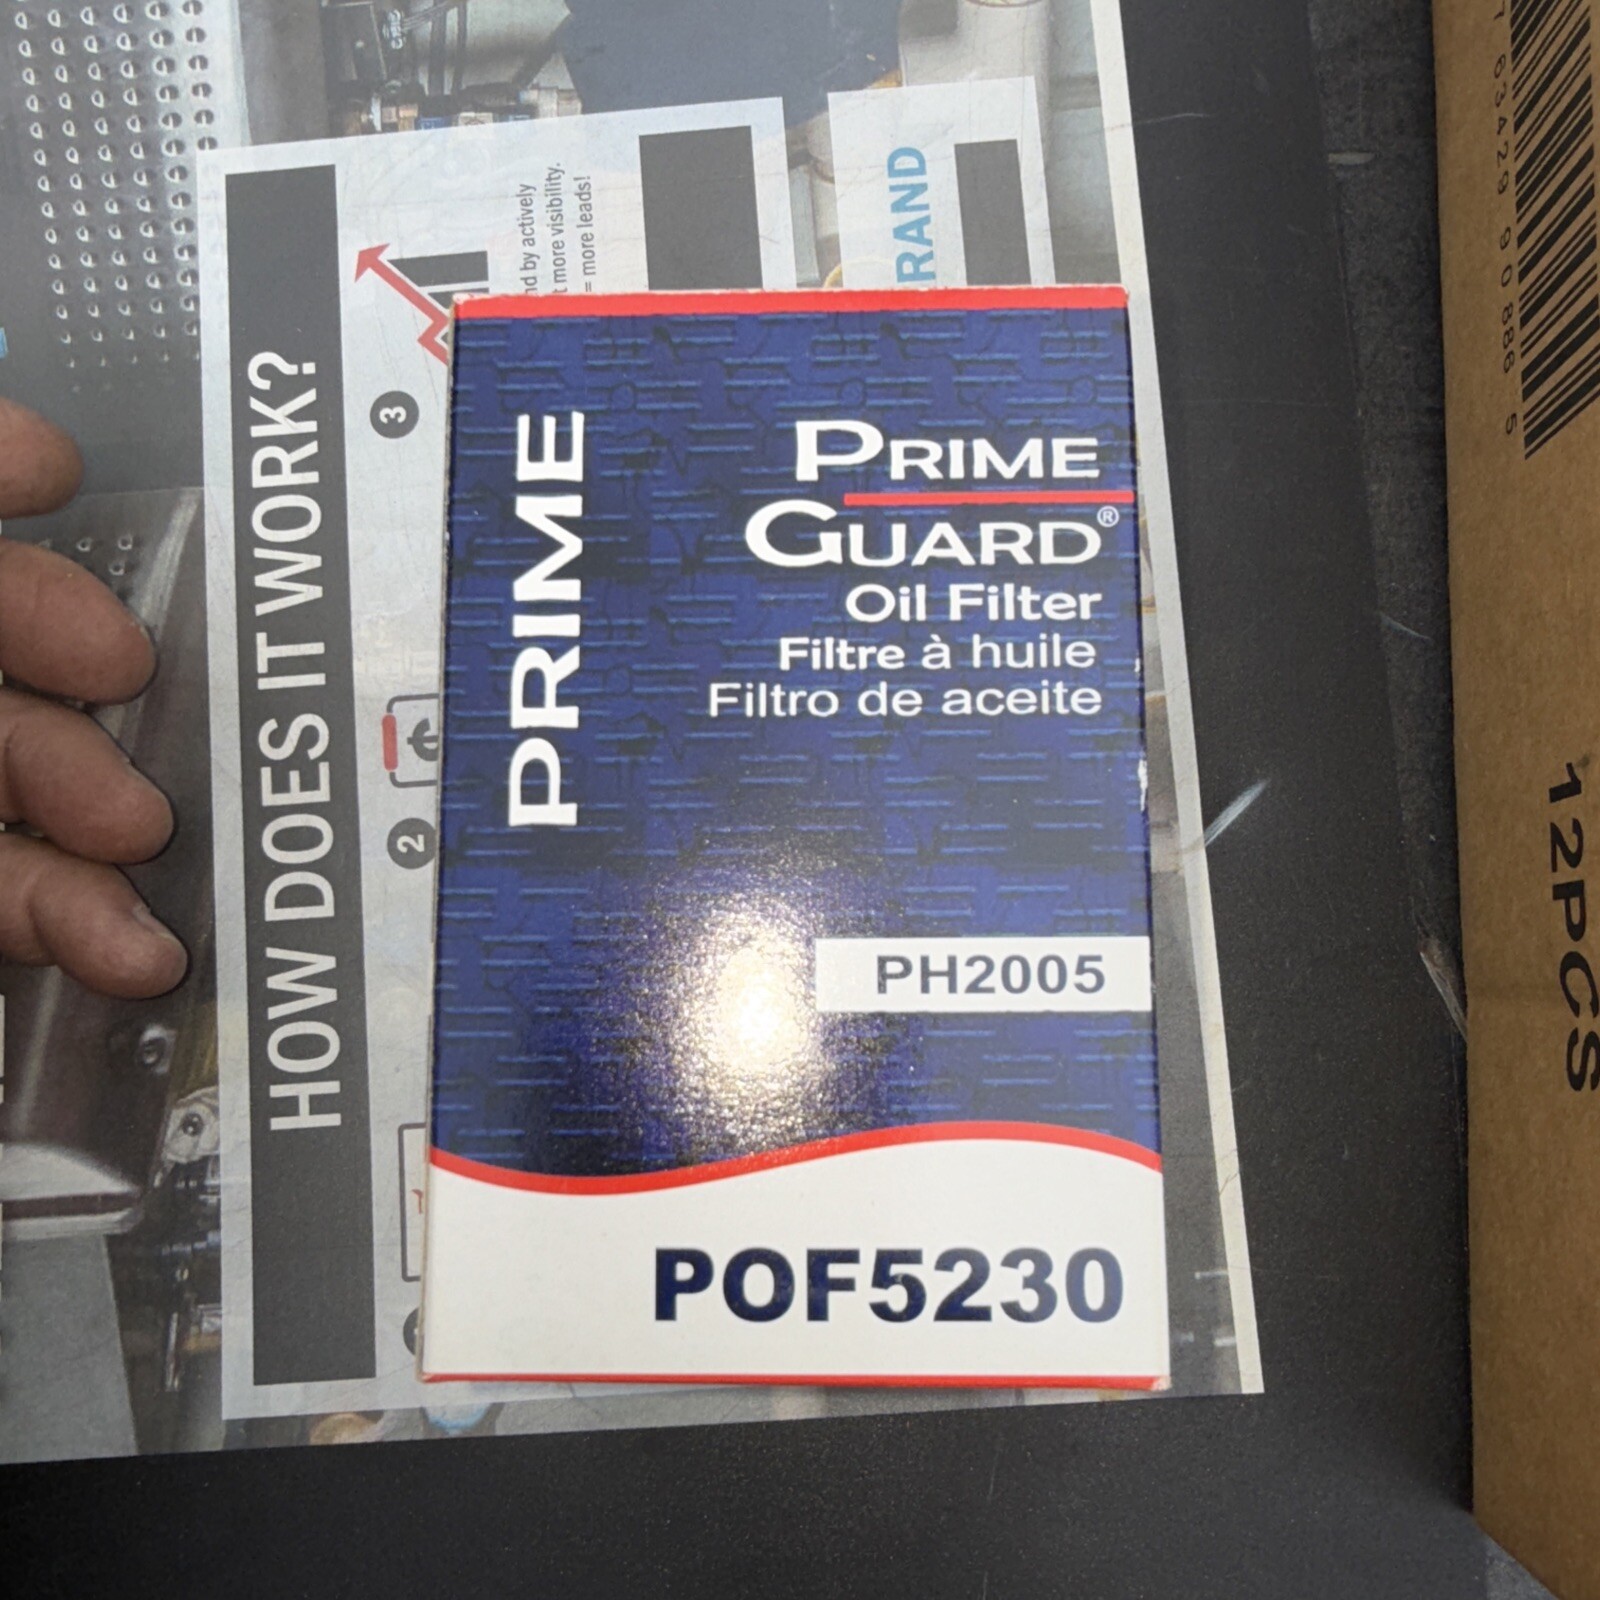 PRIME
PRIME
GUARD®
Oil Filter
Filtre à huile
Filtro de aceite
PH2005
POF5230
HOW DOES IT WORK?
3
2
by actively
more visibility.
= more leads!
RAND
12PCS